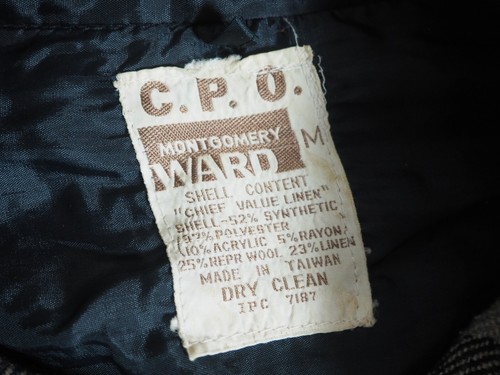 C.P.O.
MONTGOMERY
WARD M
SHELL CONTENT
"CHIEF VALUE LINEN"
SHELL-52% SYNTHETIC
(37% POLYESTER
10% ACRYLIC 5% RAYON)
25% REPR WOOL 23% LINEN
MADE IN TAIWAN
DRY CLEAN
IPC 7187